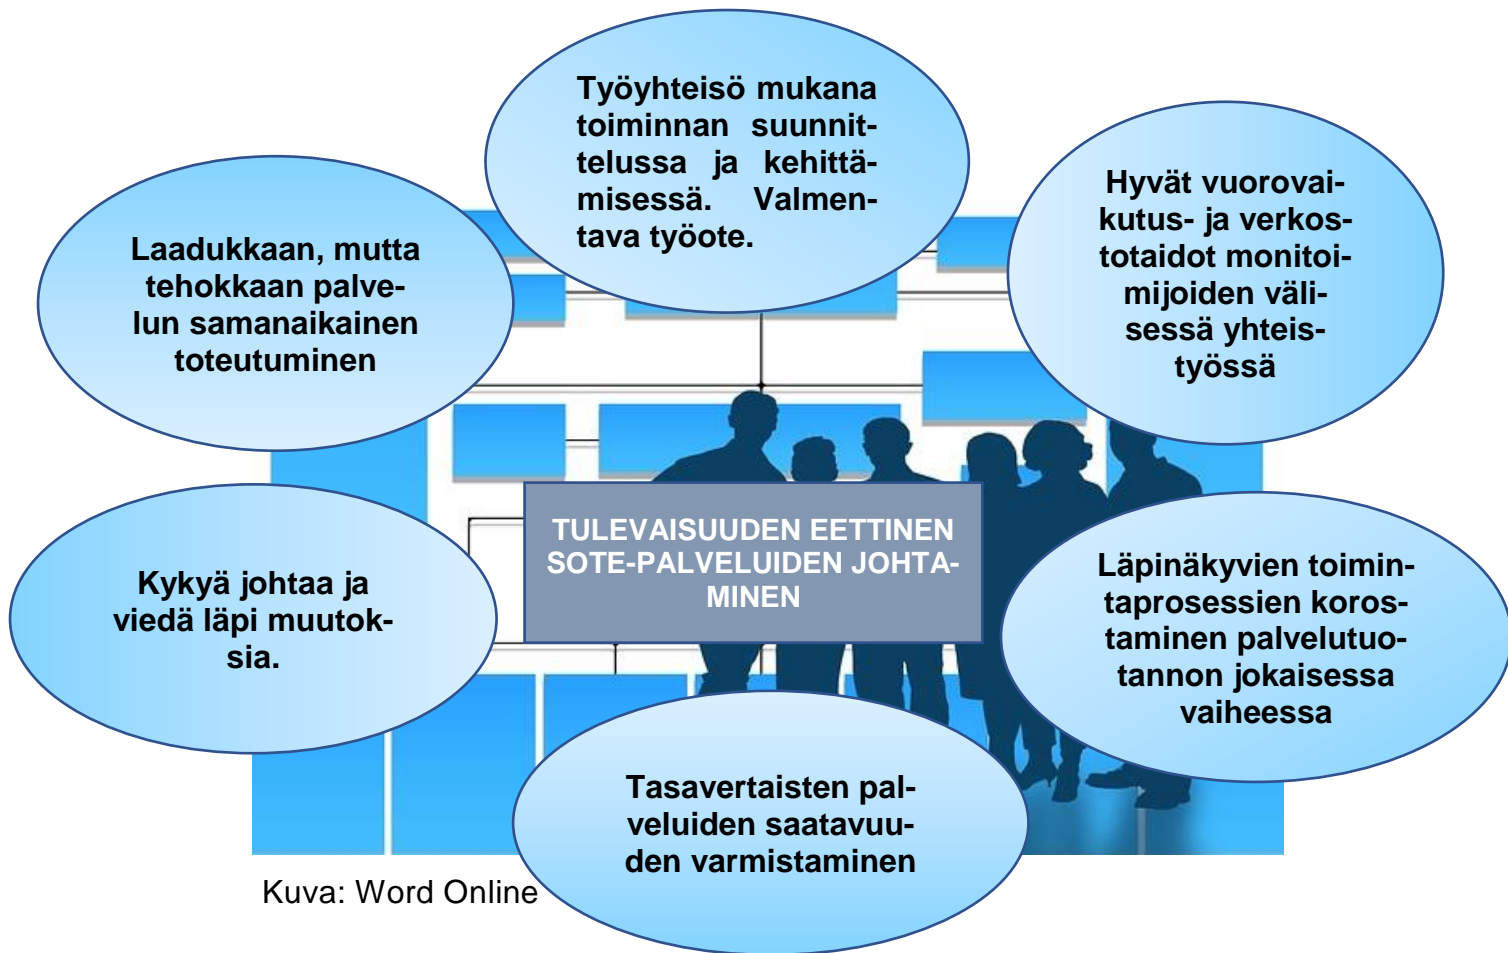 Työyhteisö mukana
toiminnan suunnit-
telussa ja kehittä-
misessä. Valmen-
tava työote.
Hyvät vuorovai-
kutus- ja verkos-
totaidot monitoi-
mijoiden väli-
sessä yhteis-
työssä
Laadukkaan, mutta
tehokkaan palve-
lun samanaikainen
toteutuminen
TULEVAISUUDEN EETTINEN
SOTE-PALVELUIDEN JOHTA-
MINEN
Kykyä johtaa ja
viedä läpi muutok-
sia.
Läpinäkyvien toimin-
taprosessien koros-
taminen palvelutuo-
tannon jokaisessa
vaiheessa
Tasavertaisten pal-
veluiden saatavuu-
den varmistaminen
Kuva: Word Online